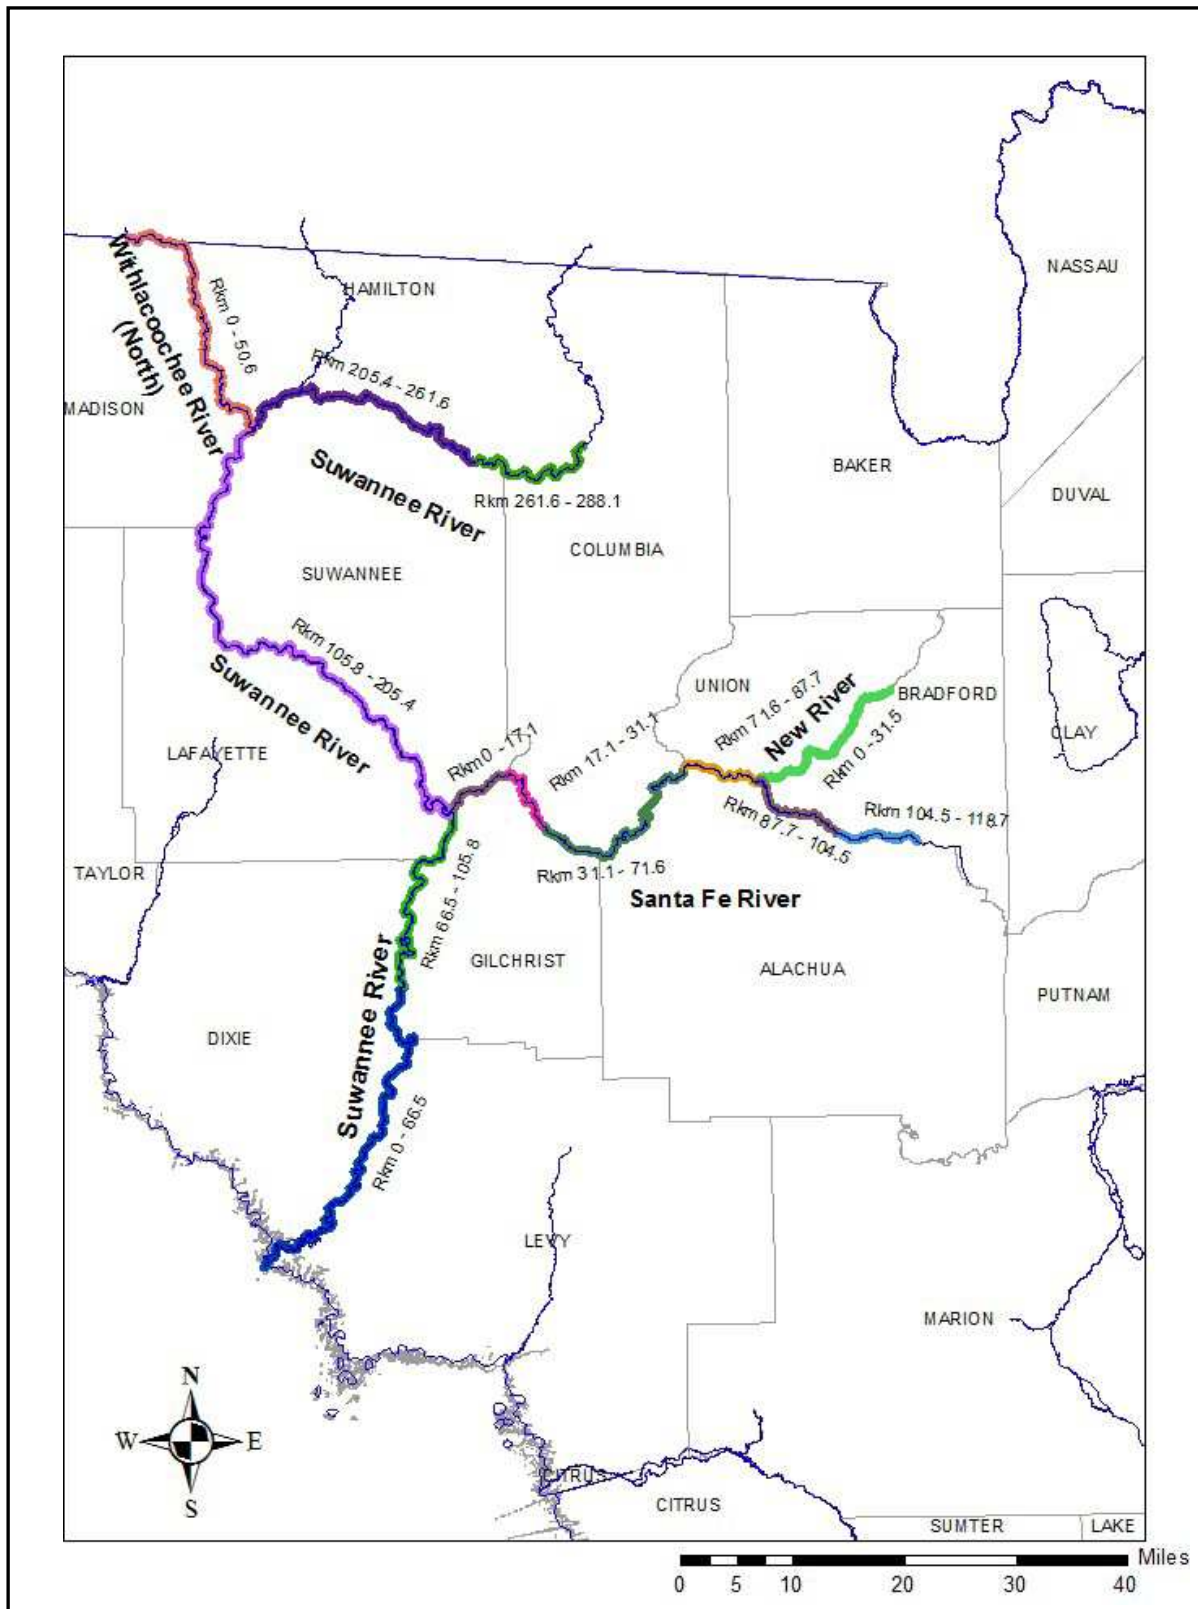 NASSAU
HAMILTON
Withlacoochee River
(North)
Rkm 0 - 50.6
Rkm 205.4 - 261.6
MADISON
Suwannee River
BAKER
Rkm 261.6 - 288.1
DUVAL
COLUMBIA
SUWANNEE
Rkm 105.8 - 205.4
Suwannee River
UNION
Rkm 71.6 - 87.7
New River
BRADFORD
Rkm 0 - 31.5
CLAY
LAFAYETTE
Rkm 0 - 17.1
Rkm 17.1 - 31.1
Rkm 87.7 - 104.5
Rkm 104.5 - 118.7
TAYLOR
Rkm 31.1 - 71.6
Rkm 66.5 - 105.8
Santa Fe River
GILCHRIST
ALACHUA
PUTNAM
DIXIE
Suwannee River
Rkm 0 - 66.5
LEVY
MARION
N
W E
S
CITRUS
CITRUS
SUMTER
LAKE
Miles
0 5 10 20 30 40